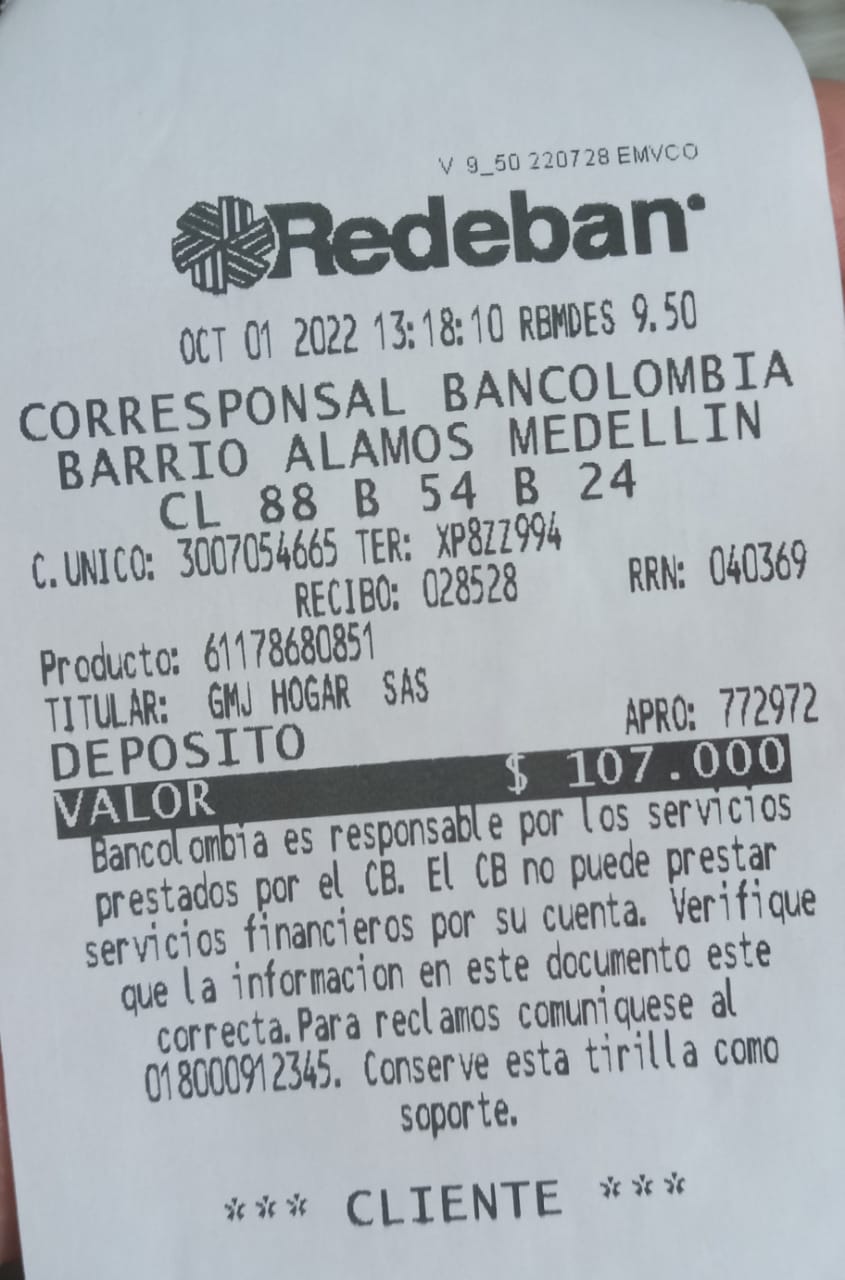 V 9_50 220728 EMVCO
Redeban
OCT 01 2022 13:18:10 RBMDES 9.50
CORRESPONSAL BANCOLOMBIA
BARRIO ALAMOS MEDELLIN
CL 88 B 54 B 24
C.UNICO: 3007054665 TER: XP8ZZ994
RECIBO: 028528 RRN: 040369
Producto: 61178680851
TITULAR: GMJ HOGAR SAS
DEPOSITO APRO: 772972
VALOR $ 107.000
Bancolombia es responsable por los servicios
prestados por el CB. El CB no puede prestar
servicios financieros por su cuenta. Verifique
que la informacion en este documento este
correcta.Para reclamos comuniquese al
018000912345. Conserve esta tirilla como
soporte.
*** CLIENTE ***